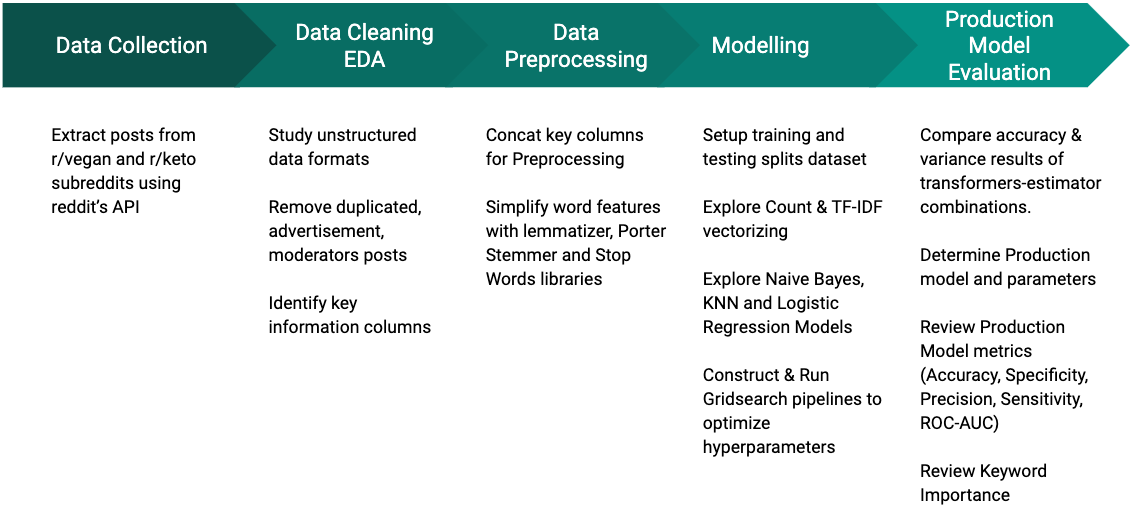 Data Collection
Data Cleaning
EDA
Data
Preprocessing
Modelling
Production
Model
Evaluation
Extract posts from
r/vegan and r/keto
subreddits using
reddit’s API
Study unstructured
data formats
Remove duplicated,
advertisement,
moderators posts
Identify key
information columns
Concat key columns
for Preprocessing
Simplify word features
with lemmatizer, Porter
Stemmer and Stop
Words libraries
Setup training and
testing splits dataset
Explore Count & TF-IDF
vectorizing
Explore Naive Bayes,
KNN and Logistic
Regression Models
Construct & Run
Gridsearch pipelines to
optimize
hyperparameters
Compare accuracy &
variance results of
transformers-estimator
combinations.
Determine Production
model and parameters
Review Production
Model metrics
(Accuracy, Specificity,
Precision, Sensitivity,
ROC-AUC)
Review Keyword
Importance